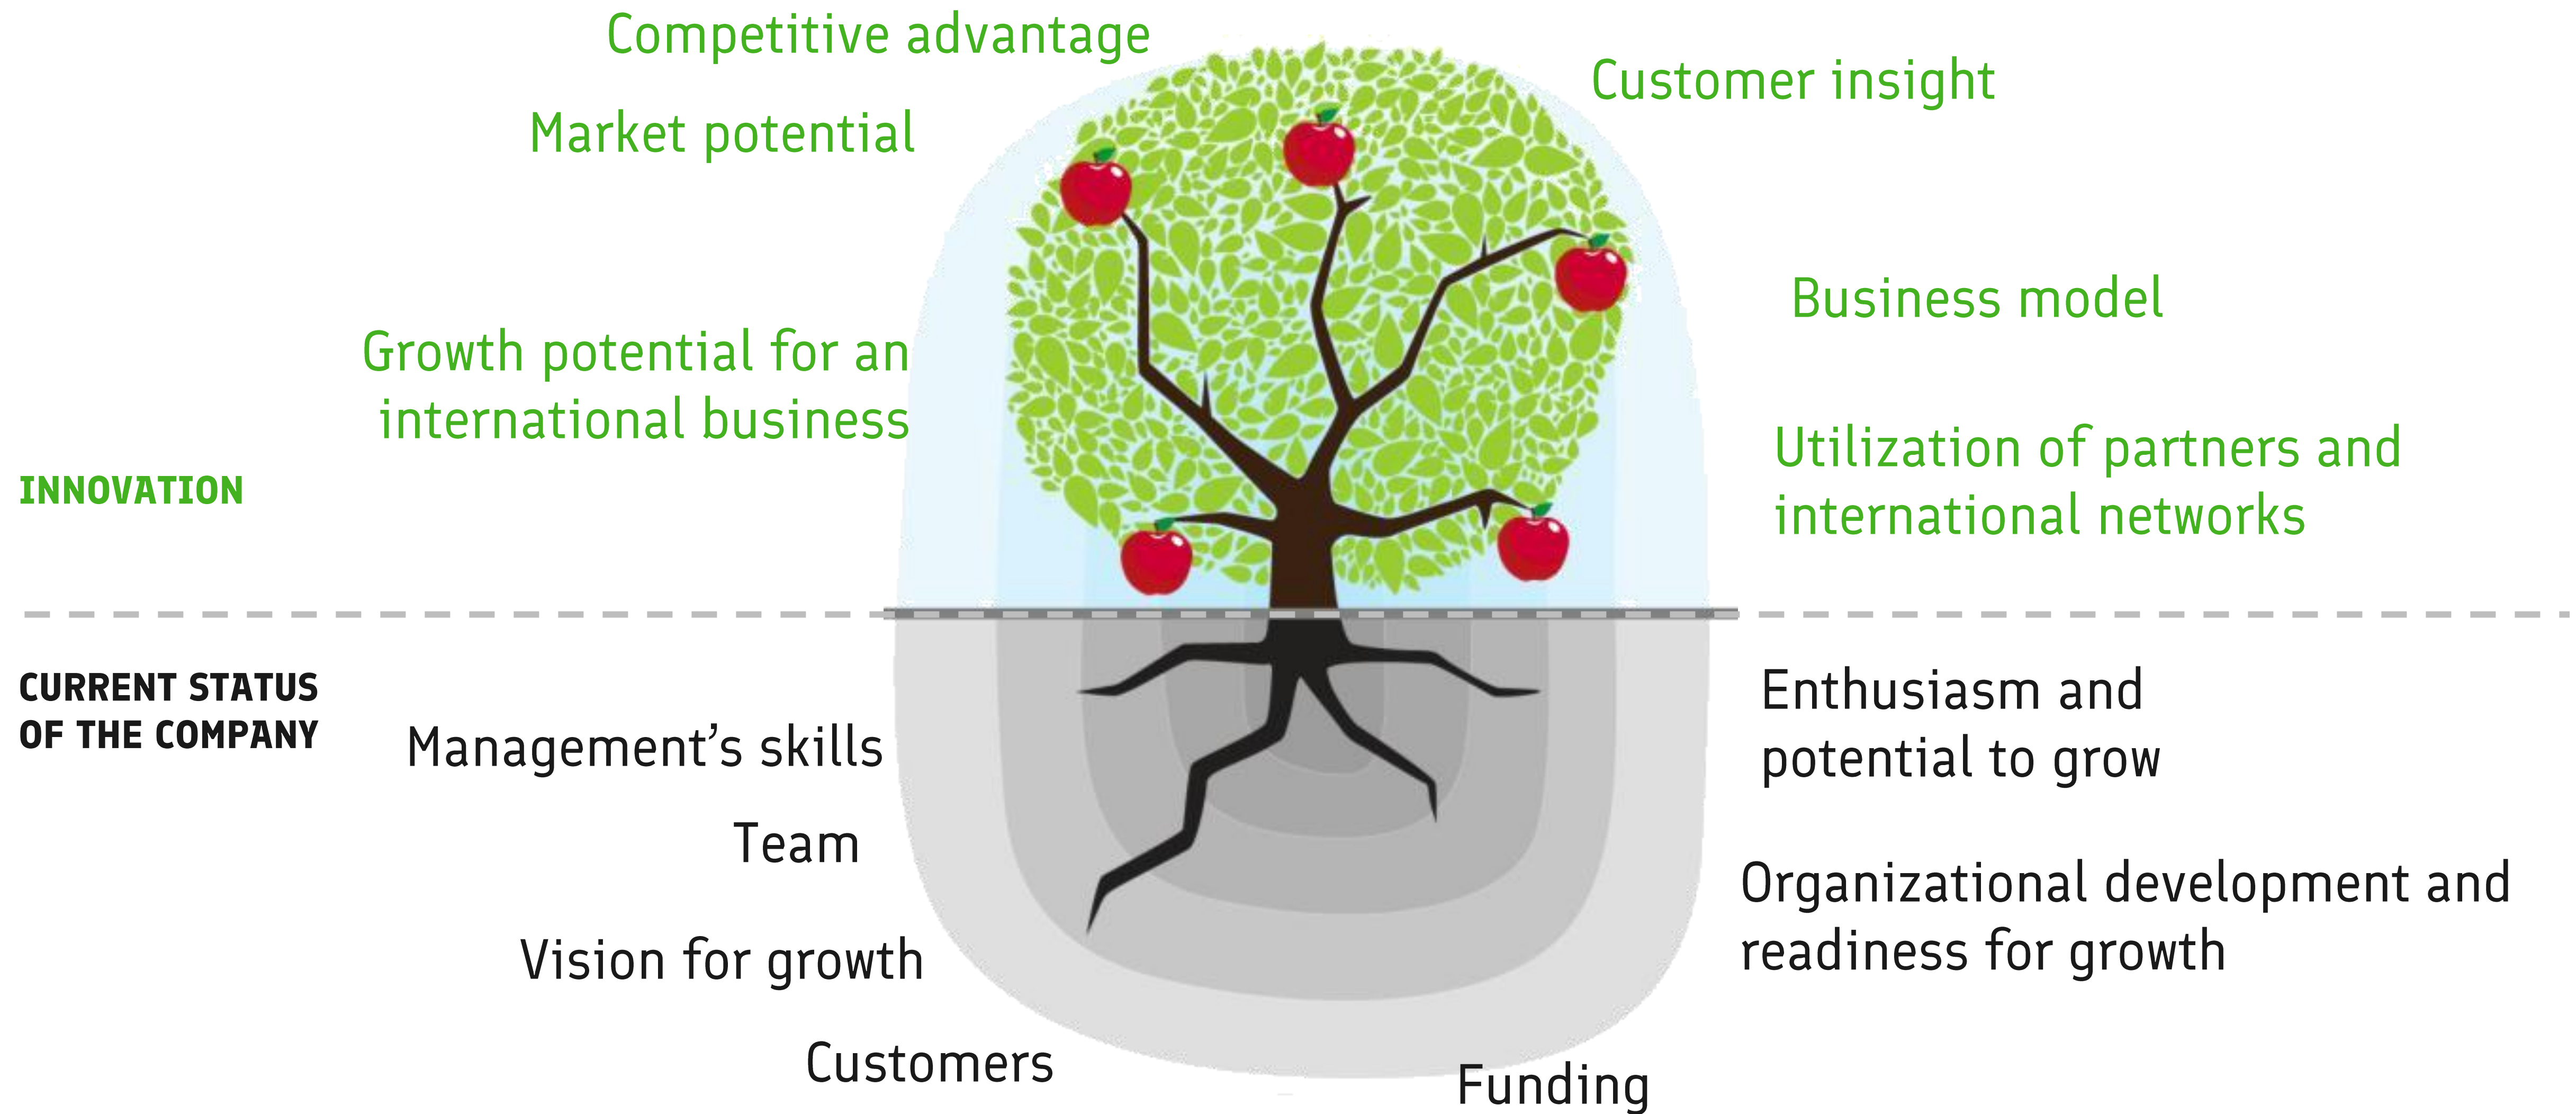 Competitive advantage
Customer insight
Market potential
Business model
Growth potential for an
international business
Utilization of partners and
international networks
INNOVATION
CURRENT STATUS
OF THE COMPANY
Management’s skills
Enthusiasm and
potential to grow
Team
Organizational development and
readiness for growth
Vision for growth
Customers
Funding